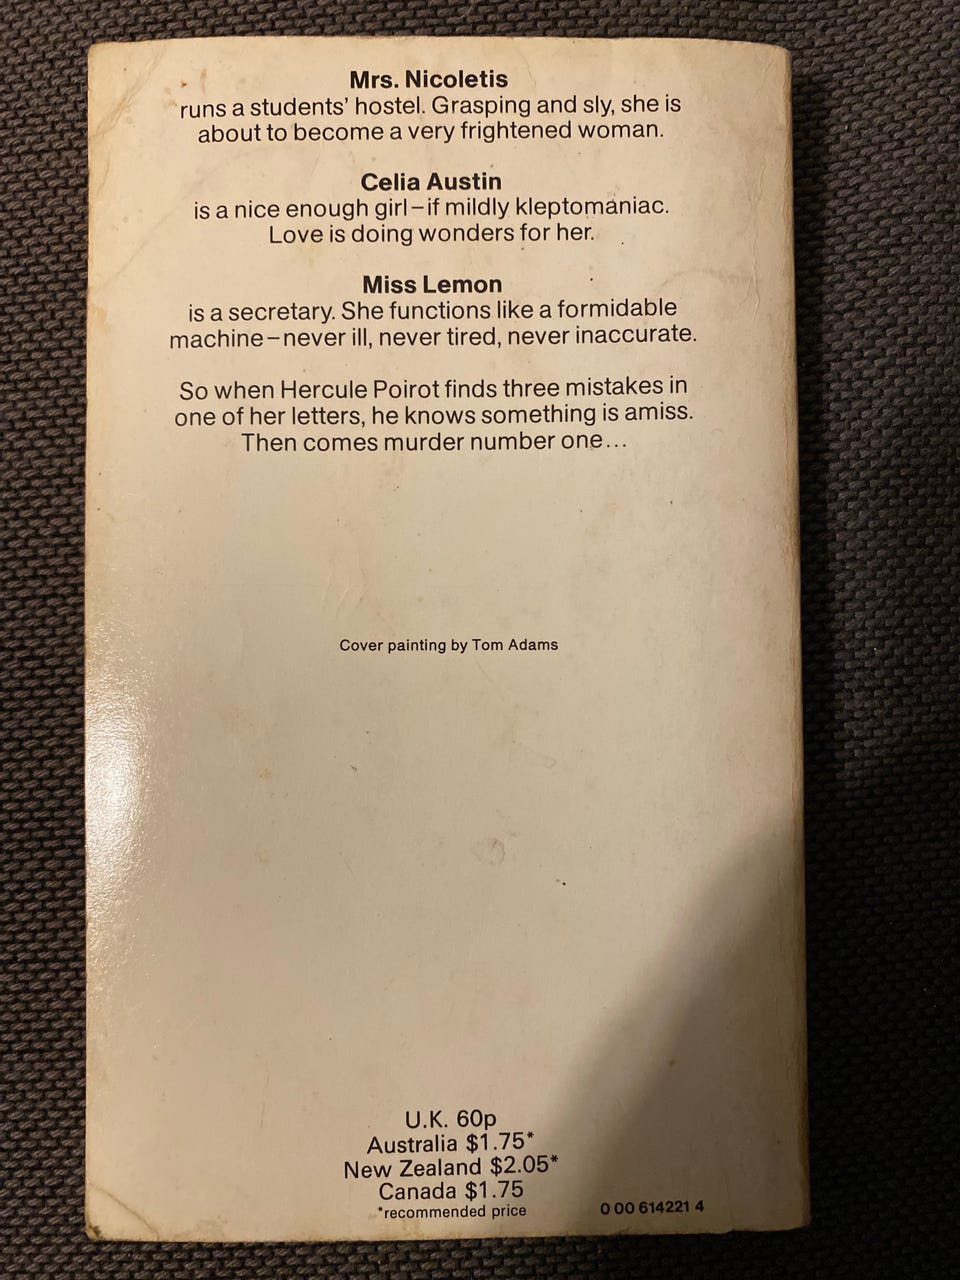 Mrs. Nicoletis
runs a students' hostel. Grasping and sly, she is
about to become a very frightened woman.
Celia Austin
is a nice enough girl–if mildly kleptomaniac.
Love is doing wonders for her.
Miss Lemon
is a secretary. She functions like a formidable
machine–never ill, never tired, never inaccurate.
So when Hercule Poirot finds three mistakes in
one of her letters, he knows something is amiss.
Then comes murder number one...
Cover painting by Tom Adams
U.K. 60p
Australia $1.75*
New Zealand $2.05*
Canada $1.75
*recommended price
0 00 614221 4